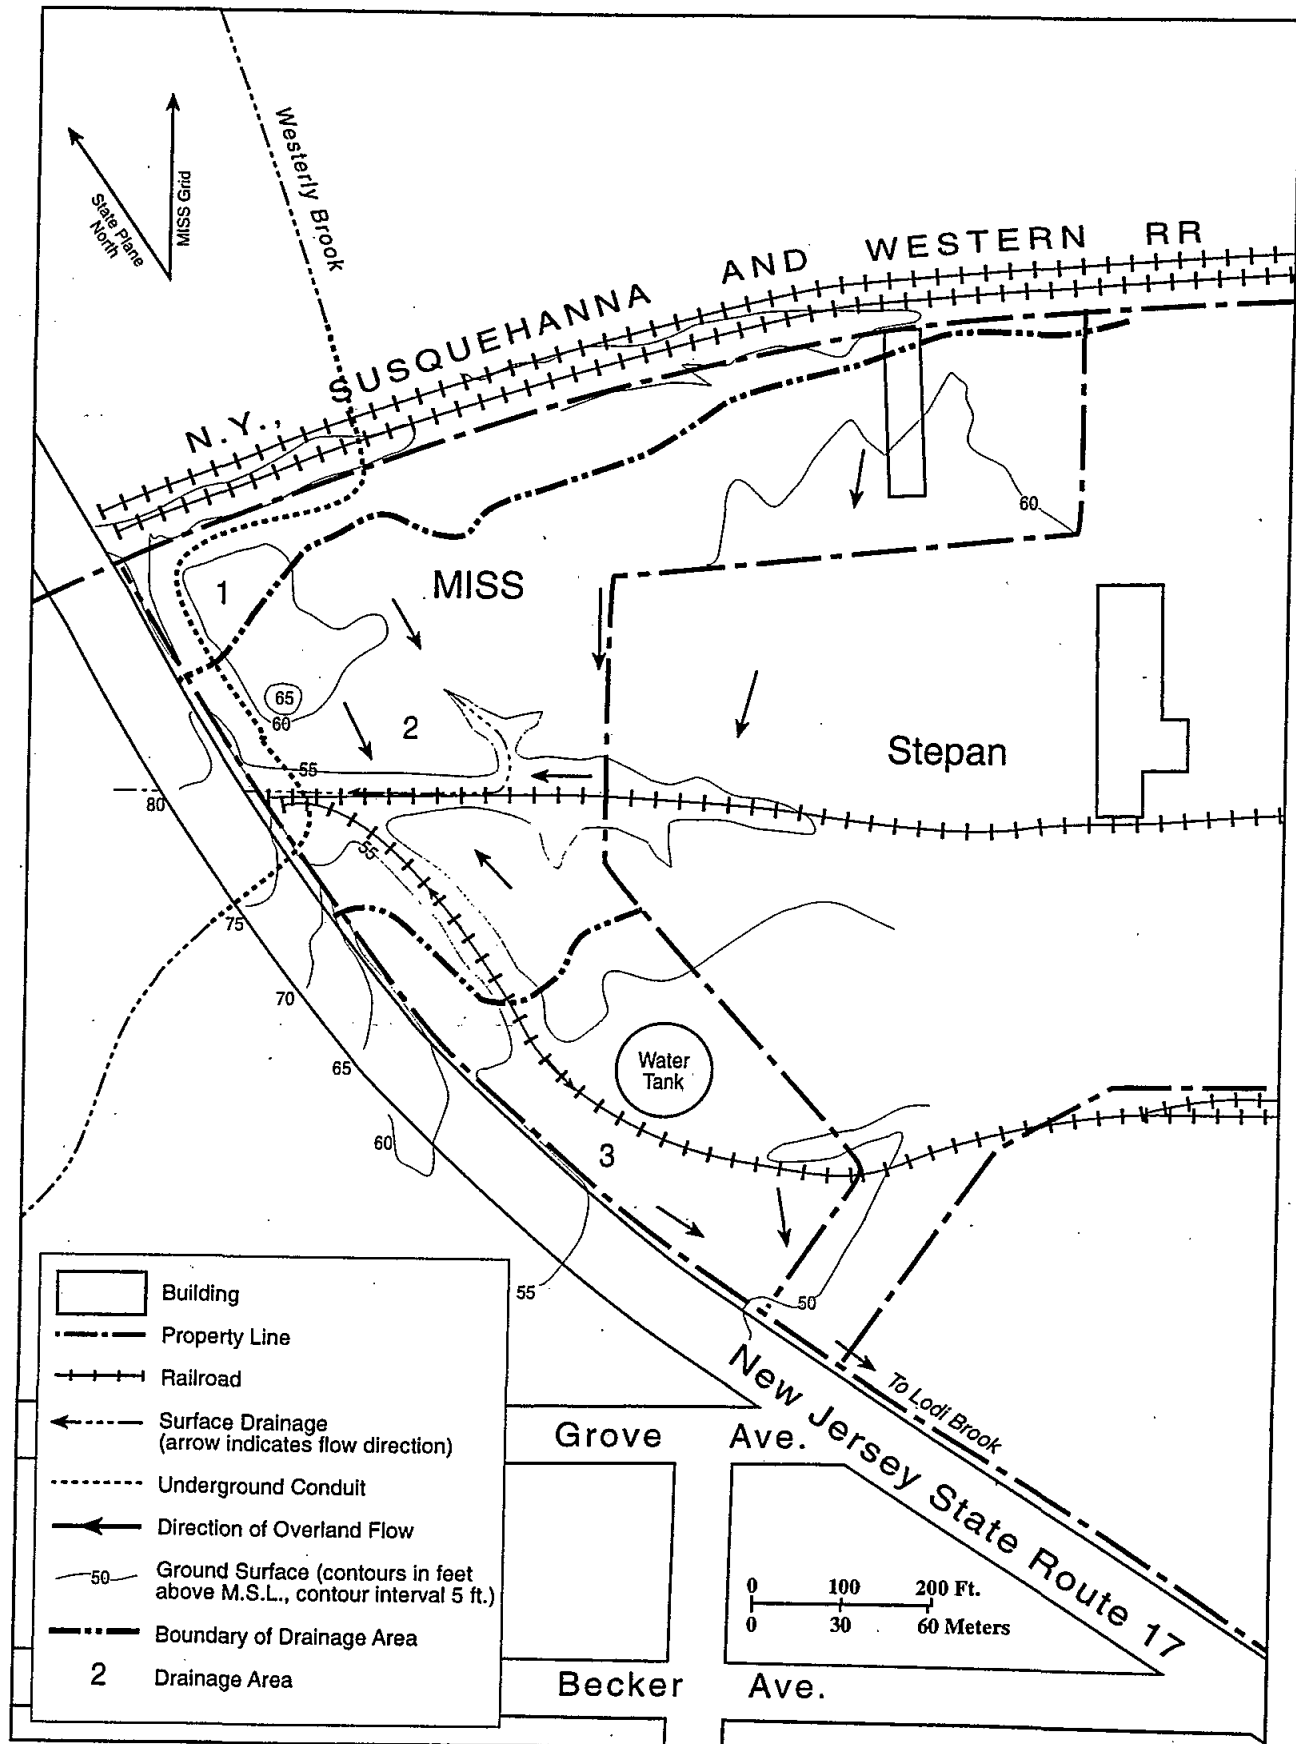 State Plane
North
MISS Grid
Westerly Brook
N.Y., SUSQUEHANNA AND WESTERN RR
60
1
MISS
65
60
2
Stepan
55
80
55
75
70
65
Water
Tank
60
3
55
50
To Lodi Brook
New Jersey State Route 17
Grove Ave.
Becker Ave.
0 100 200 Ft.
0 30 60 Meters
Building
Property Line
Railroad
Surface Drainage
(arrow indicates flow direction)
Underground Conduit
Direction of Overland Flow
50
Ground Surface (contours in feet
above M.S.L., contour interval 5 ft.)
Boundary of Drainage Area
2
Drainage Area